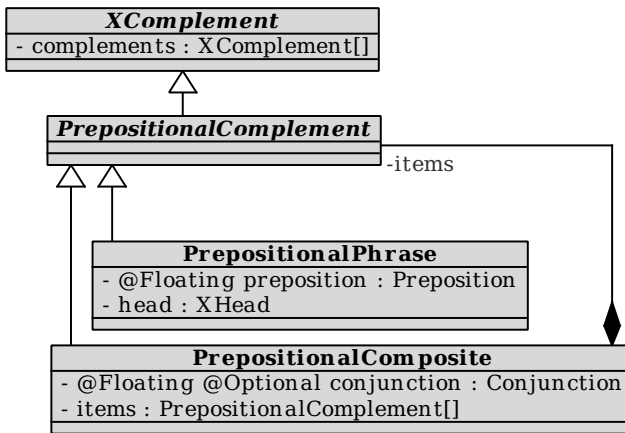 XComplement
- complements : XComplement[]
PrepositionalComplement
-items
PrepositionalPhrase
- @Floating preposition : Preposition
- head : XHead
PrepositionalComposite
- @Floating @Optional conjunction : Conjunction
- items : PrepositionalComplement[]